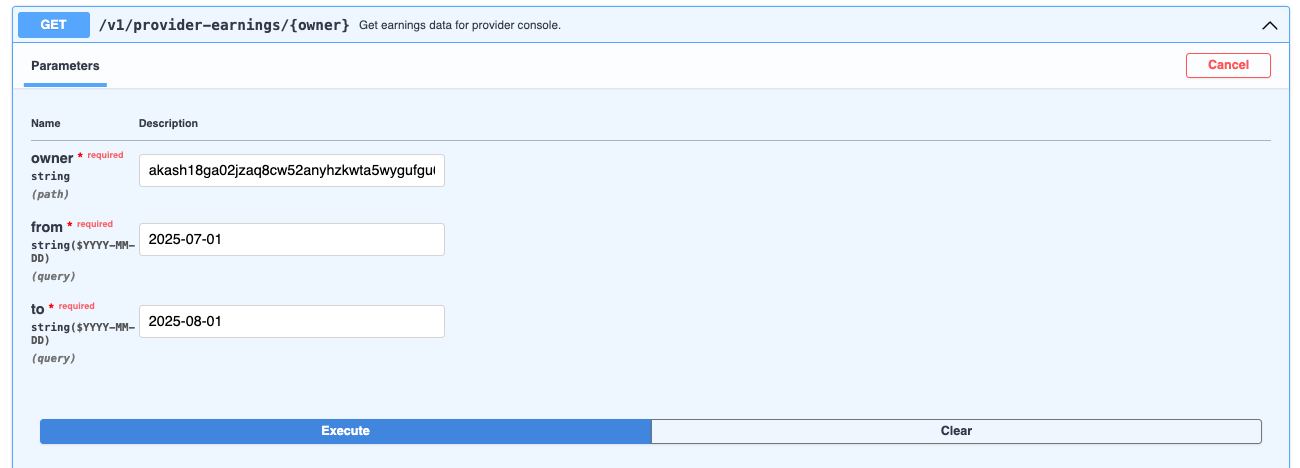 GET /v1/provider-earnings/{owner} Get earnings data for provider console.
Parameters Cancel
Name Description
owner * required
string
(path)
akash18ga02jzaq8cw52anyhzkwta5wygufgu
from * required
string($YYYY-MM-
DD)
(query)
2025-07-01
to * required
string($YYYY-MM-
DD)
(query)
2025-08-01
Execute Clear